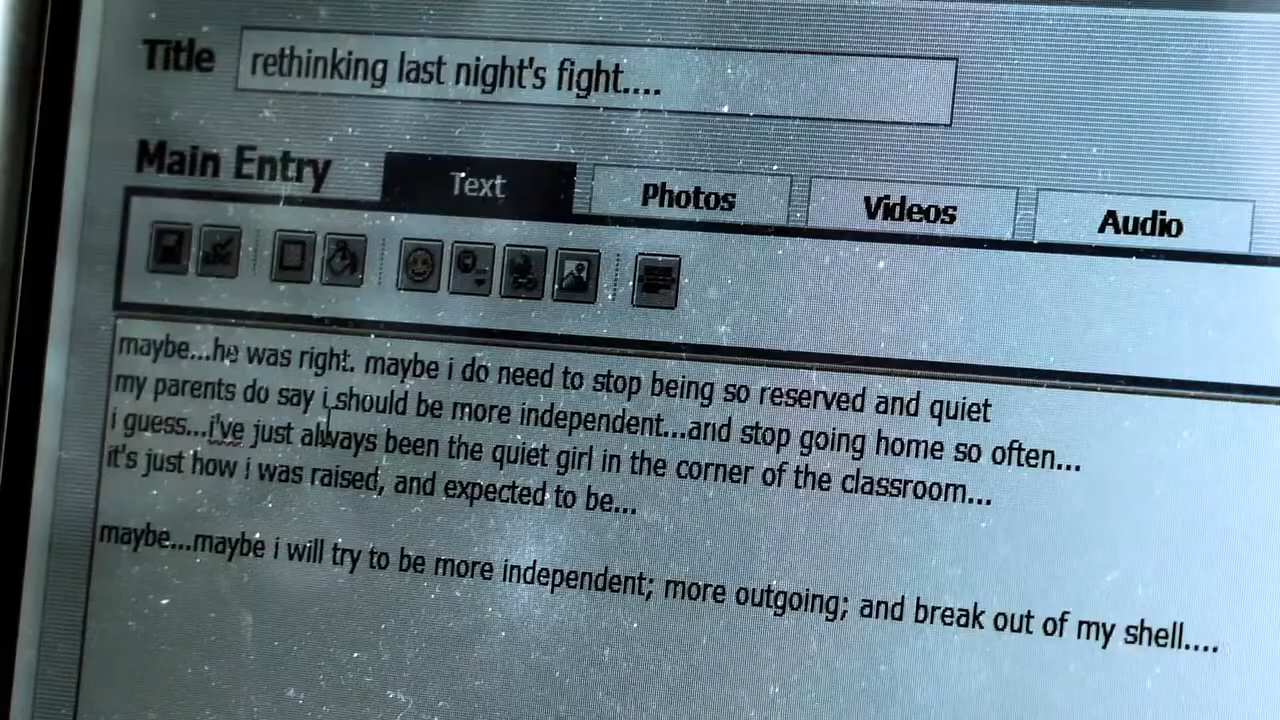 Title rethinking last night's fight....
Main Entry Text Photos Videos Audio
maybe...he was right. maybe i do need to stop being so reserved and quiet
my parents do say i should be more independent...and stop going home so often...
i guess...i've just always been the quiet girl in the corner of the classroom...
it's just how i was raised, and expected to be...
maybe...maybe i will try to be more independent; more outgoing; and break out of my shell....